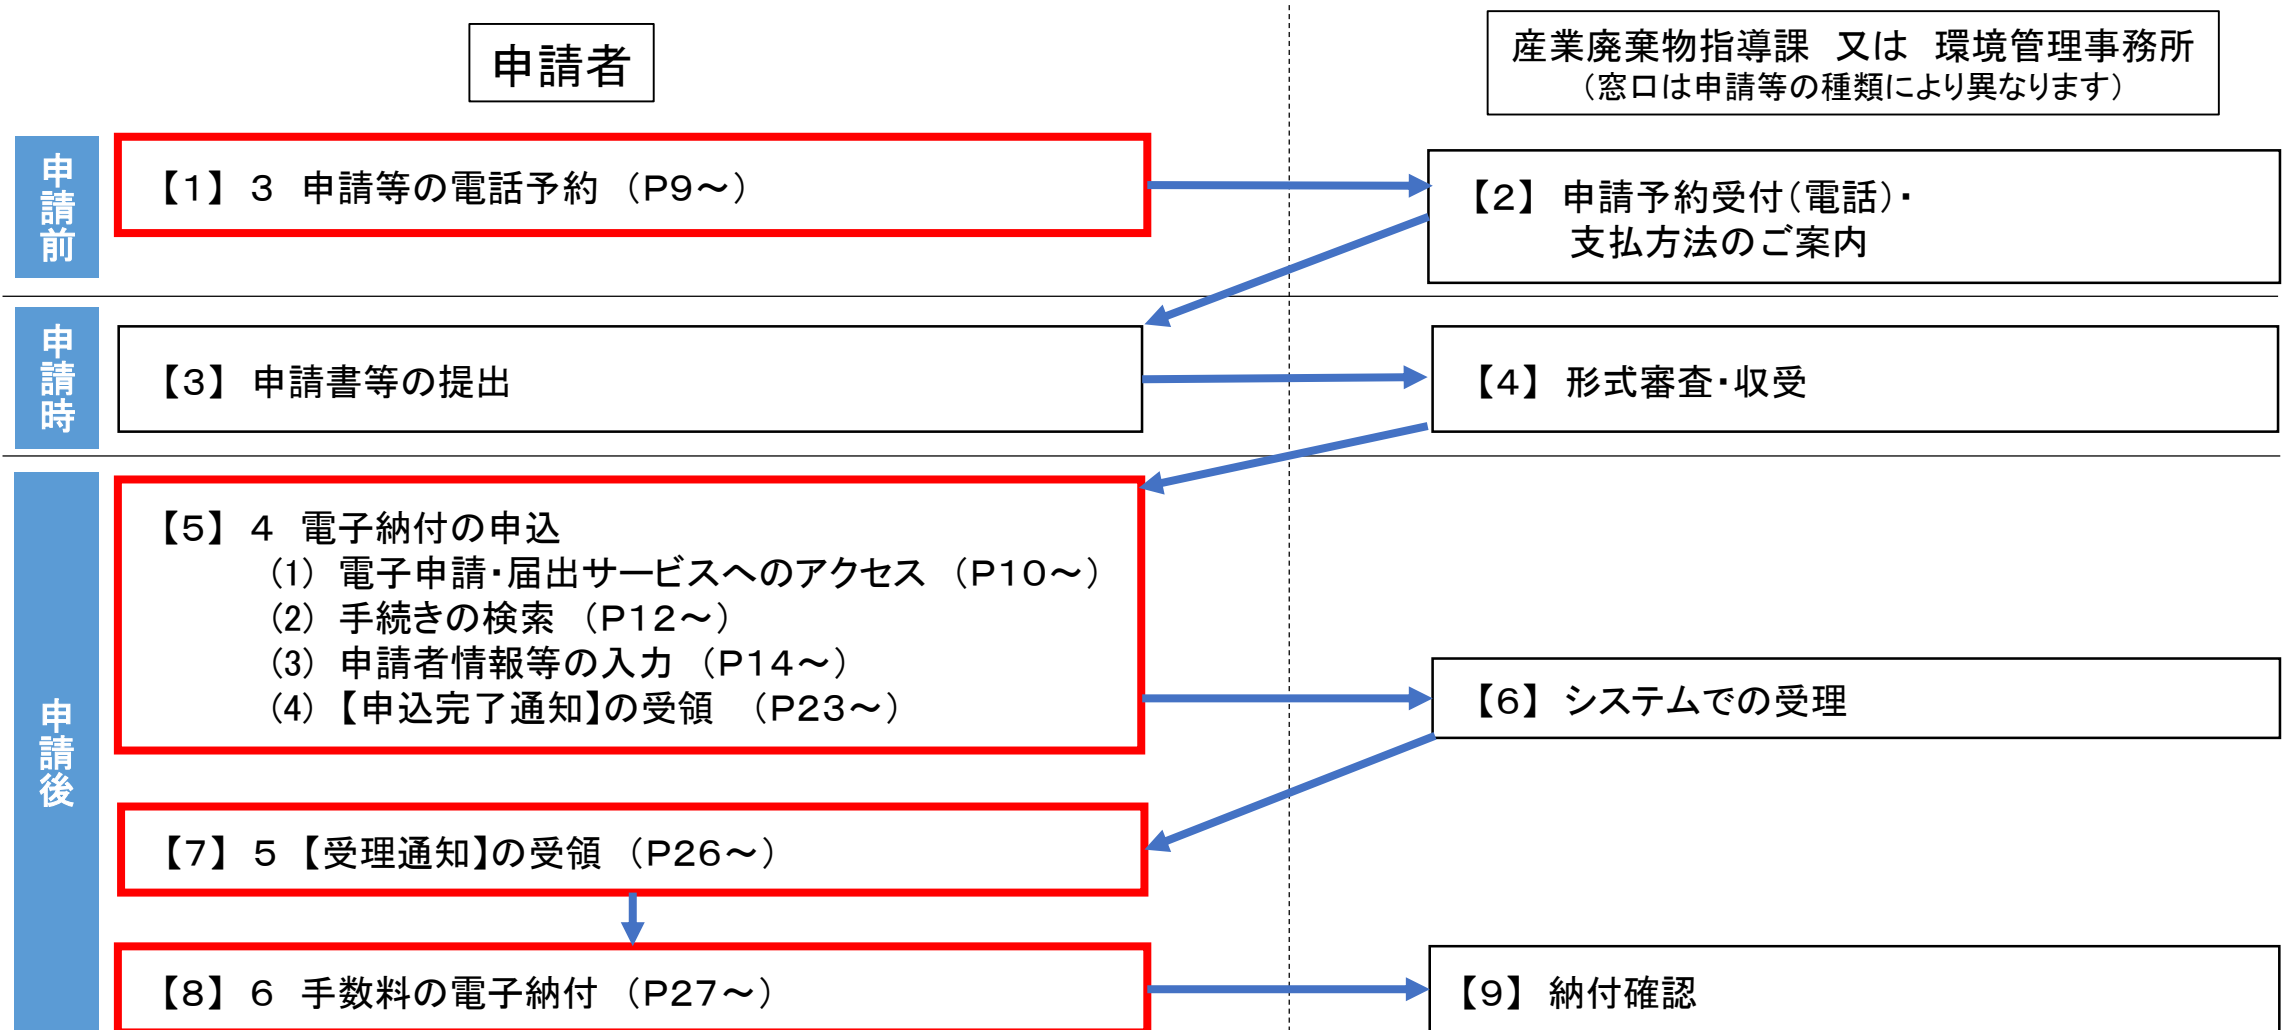 申請者
産業廃棄物指導課　又は　環境管理事務所
（窓口は申請等の種類により異なります）
申請前
【１】 ３　申請等の電話予約　（Ｐ９～）
【２】 申請予約受付（電話）・
支払方法のご案内
申請時
【３】 申請書等の提出
【４】 形式審査・収受
申請後
【５】 ４　電子納付の申込
(1) 電子申請・届出サービスへのアクセス　（Ｐ１０～）
(2) 手続きの検索　（Ｐ１２～）
(3) 申請者情報等の入力　（Ｐ１４～）
(4) 【申込完了通知】の受領　（Ｐ２３～）
【６】 システムでの受理
【７】 ５ 【受理通知】の受領　（Ｐ２６～）
【８】 ６　手数料の電子納付　（Ｐ２７～）
【９】 納付確認